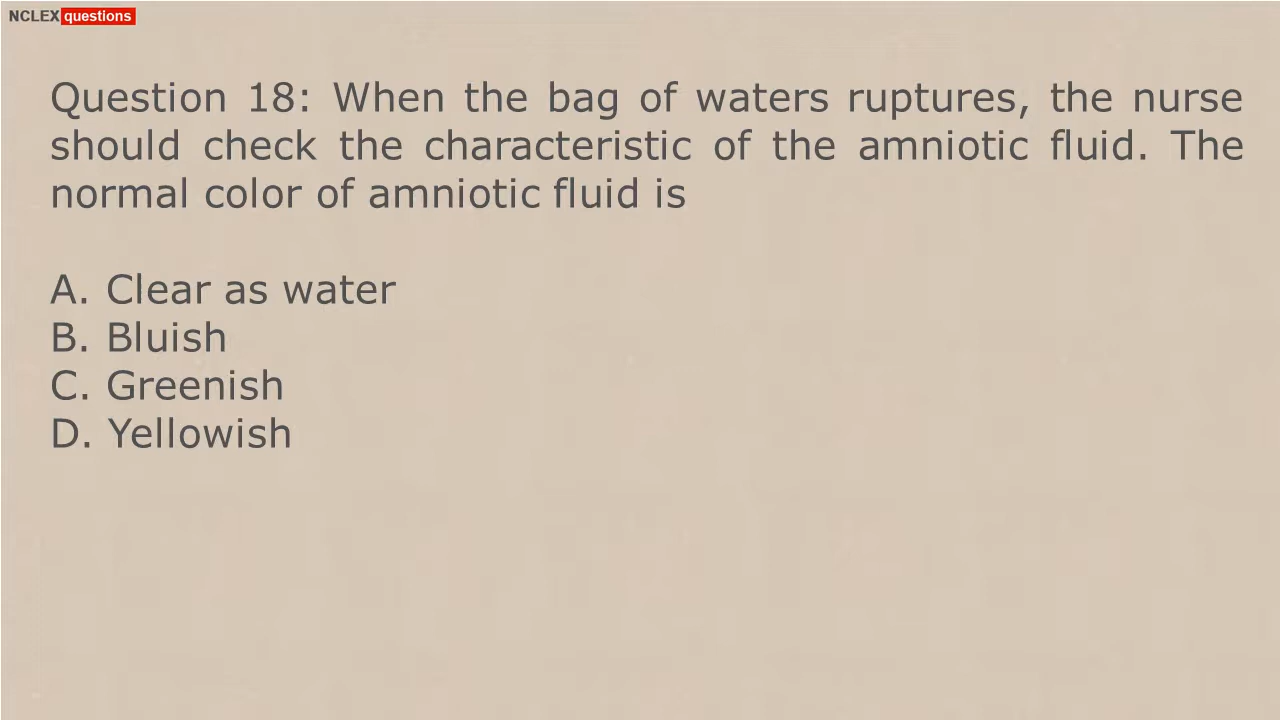 NCLEX questions
Question 18: When the bag of waters ruptures, the nurse
should check the characteristic of the amniotic fluid. The
normal color of amniotic fluid is
A. Clear as water
B. Bluish
C. Greenish
D. Yellowish